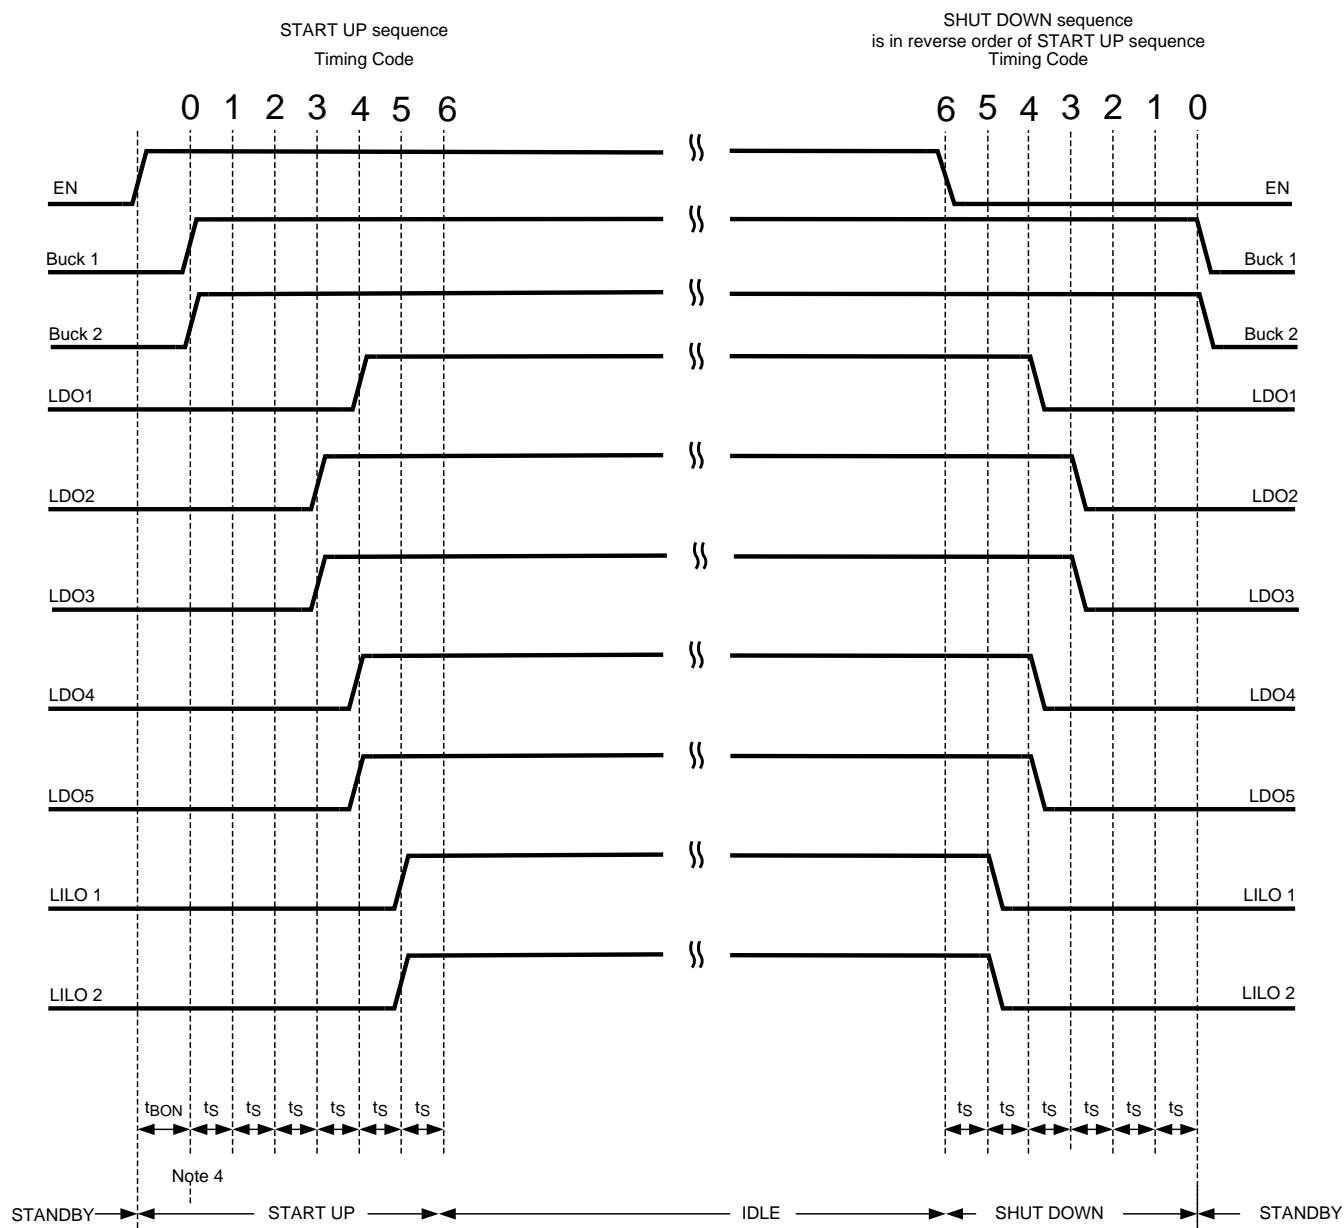 START UP sequence
Timing Code
SHUT DOWN sequence
is in reverse order of START UP sequence
Timing Code
0 1 2 3 4 5 6
6 5 4 3 2 1 0
EN EN
Buck 1 Buck 1
Buck 2 Buck 2
LDO1 LDO1
LDO2 LDO2
LDO3 LDO3
LDO4 LDO4
LDO5 LDO5
LILO 1 LILO 1
LILO 2 LILO 2
tBON tS tS tS tS tS tS
tS tS tS tS tS tS
Note 4
STANDBY START UP IDLE SHUT DOWN STANDBY